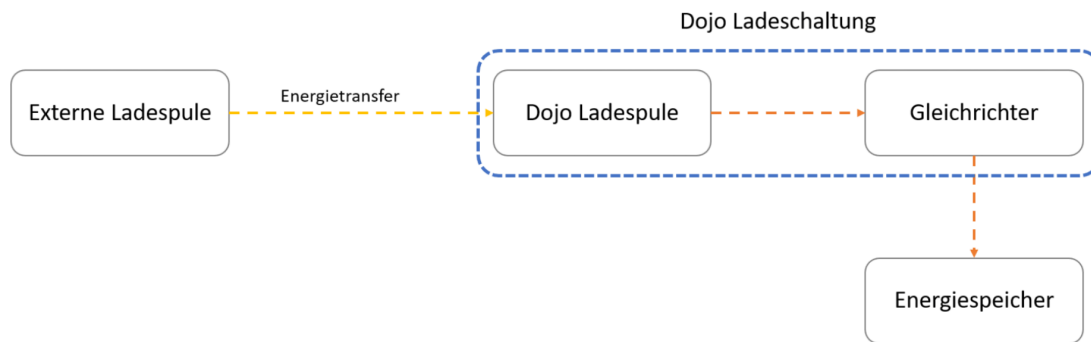 Dojo Ladeschaltung
Externe Ladespule
Energietransfer
Dojo Ladespule
Gleichrichter
Energiespeicher